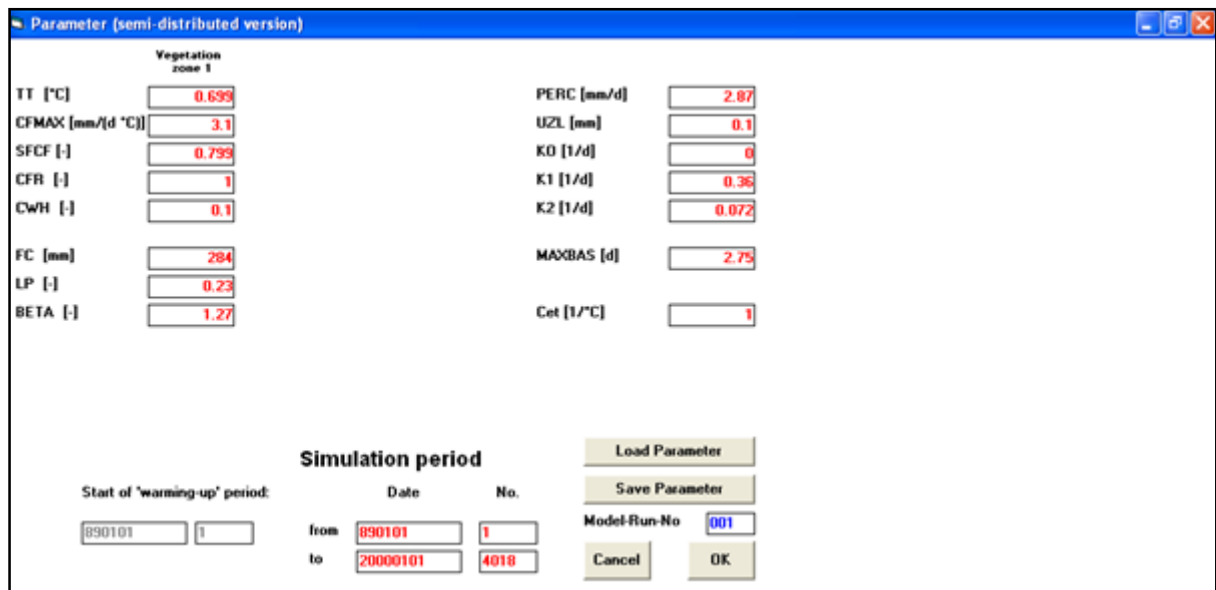 Parameter (semi-distributed version)
Vegetation
zone 1
TT [°C] 0.699
CFMAX [mm/(d °C)] 3.1
SFCF [-] 0.799
CFR [-] 1
CWH [-] 0.1
FC [mm] 284
LP [-] 0.23
BETA [-] 1.27
PERC [mm/d] 2.87
UZL [mm] 0.1
K0 [1/d] 0
K1 [1/d] 0.36
K2 [1/d] 0.072
MAXBAS [d] 2.75
Cet [1/°C] 1
Simulation period
Start of 'warming-up' period: Date No.
890101 1 from 890101 1
to 20000101 4018
Load Parameter
Save Parameter
Model-Run-No 001
Cancel OK